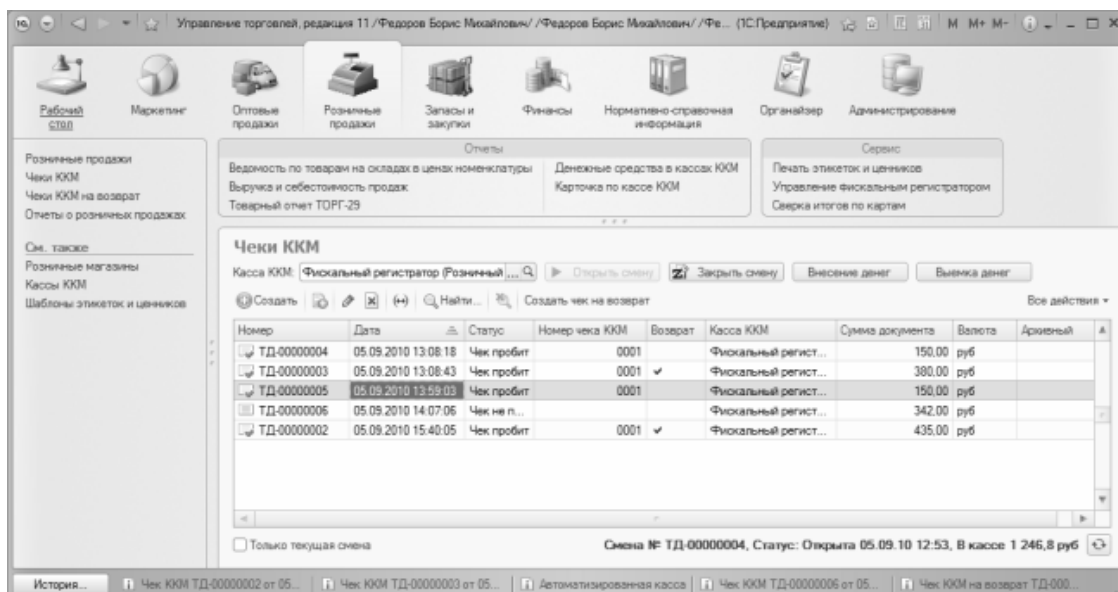 Управление торговлей, редакция 11 /Федоров Борис Михайлович/ /Федоров Борис Михайлович/ /Фе... (1С:Предприятие) M M+ M-
Рабочий стол
Маркетинг
Оптовые продажи
Розничные продажи
Запасы и закупки
Финансы
Нормативно-справочная информация
Органайзер
Администрирование
Розничные продажи
Чеки ККМ
Чеки ККМ на возврат
Отчеты о розничных продажах
См. также
Розничные магазины
Кассы ККМ
Шаблоны этикеток и ценников
Отчеты
Ведомость по товарам на складах в ценах номенклатуры
Выручка и себестоимость продаж
Товарный отчет ТОРГ-29
Денежные средства в кассах ККМ
Карточка по кассе ККМ
Сервис
Печать этикеток и ценников
Управление фискальным регистратором
Сверка итогов по картам
Чеки ККМ
Касса ККМ: Фискальный регистратор (Розничный ... Открыть смену Закрыть смену Внесение денег Выемка денег
Создать Найти... Создать чек на возврат Все действия
Номер Дата Статус Номер чека ККМ Возврат Касса ККМ Сумма документа Валюта Архивный
ТД-00000004 05.09.2010 13:08:18 Чек пробит 0001 Фискальный регист... 150,00 руб
ТД-00000003 05.09.2010 13:08:43 Чек пробит 0001 ✔ Фискальный регист... 380,00 руб
ТД-00000005 05.09.2010 13:59:03 Чек пробит 0001 Фискальный регист... 150,00 руб
ТД-00000006 05.09.2010 14:07:06 Чек не п... Фискальный регист... 342,00 руб
ТД-00000002 05.09.2010 15:40:05 Чек пробит 0001 ✔ Фискальный регист... 435,00 руб
Только текущая смена Смена № ТД-00000004, Статус: Открыта 05.09.10 12:53, В кассе 1 246,8 руб
История... Чек ККМ ТД-00000002 от 05... Чек ККМ ТД-00000003 от 05... Автоматизированная касса Чек ККМ ТД-00000006 от 05... Чек ККМ на возврат ТД-000...